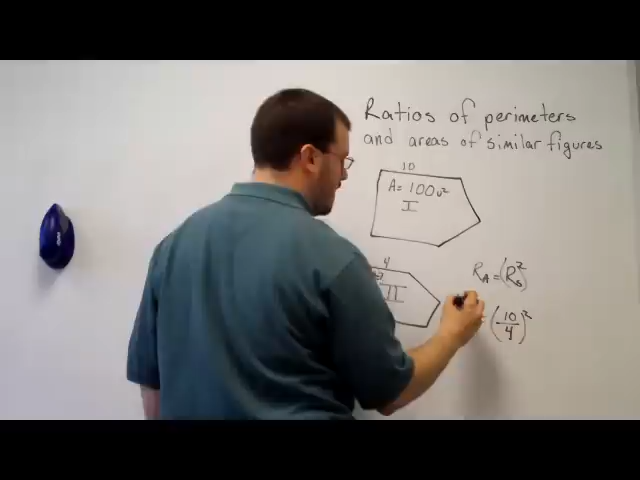 Ratios of perimeters
and areas of similar figures
10
A = 100u²
I
4
II
R_A = (R_s)²
(10/4)²